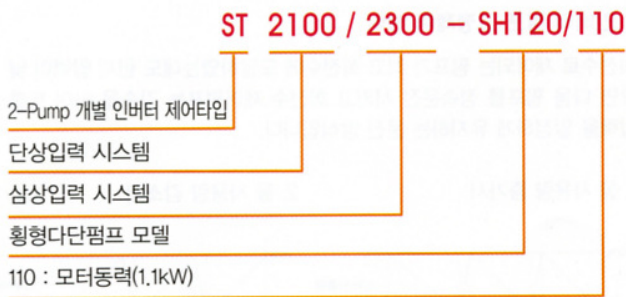 ST 2100 / 2300 - SH120/110
2-Pump 개별 인버터 제어타입
단상입력 시스템
삼상입력 시스템
횡형다단펌프 모델
110 : 모터동력(1.1kW)